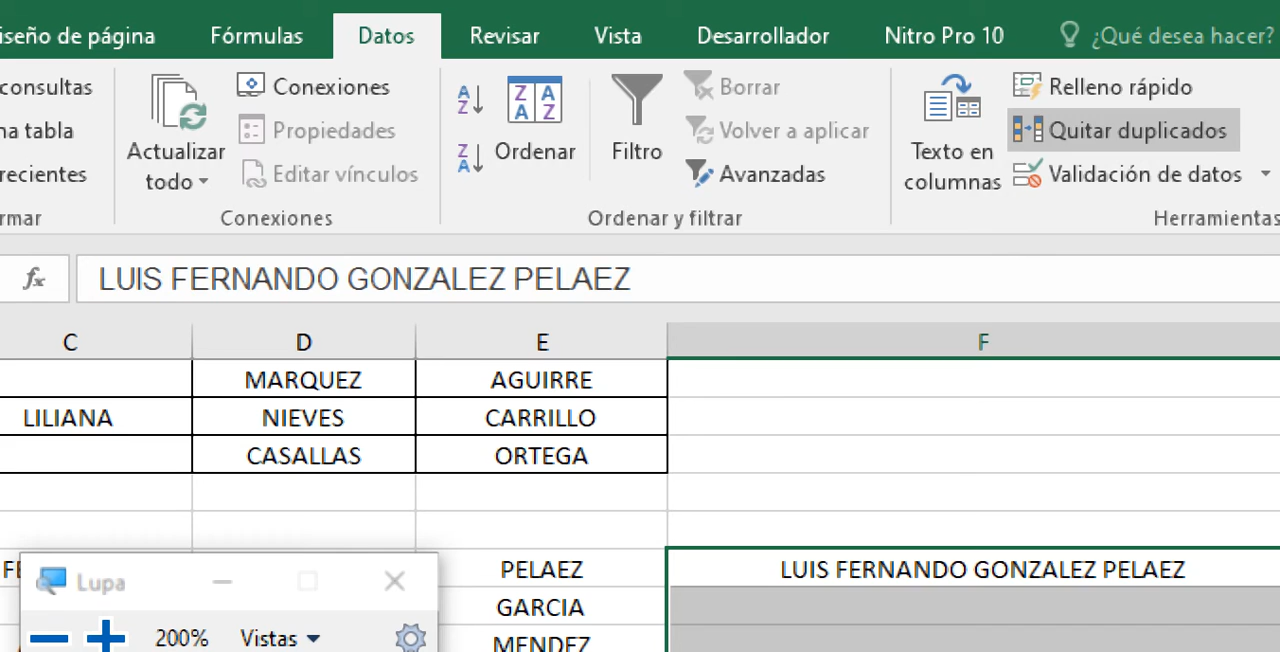 iseño de página Fórmulas Datos Revisar Vista Desarrollador Nitro Pro 10 ¿Qué desea hacer?
consultas Conexiones Borrar Relleno rápido
na tabla Propiedades Volver a aplicar Quitar duplicados
Actualizar todo Ordenar Filtro Texto en columnas
recientes Editar vínculos Avanzadas Validación de datos
rmar Conexiones Ordenar y filtrar Herramientas
fx LUIS FERNANDO GONZALEZ PELAEZ
C D E F
MARQUEZ AGUIRRE
LILIANA NIEVES CARRILLO
CASALLAS ORTEGA
PELAEZ LUIS FERNANDO GONZALEZ PELAEZ
Lupa
GARCIA
200% Vistas MENDEZ